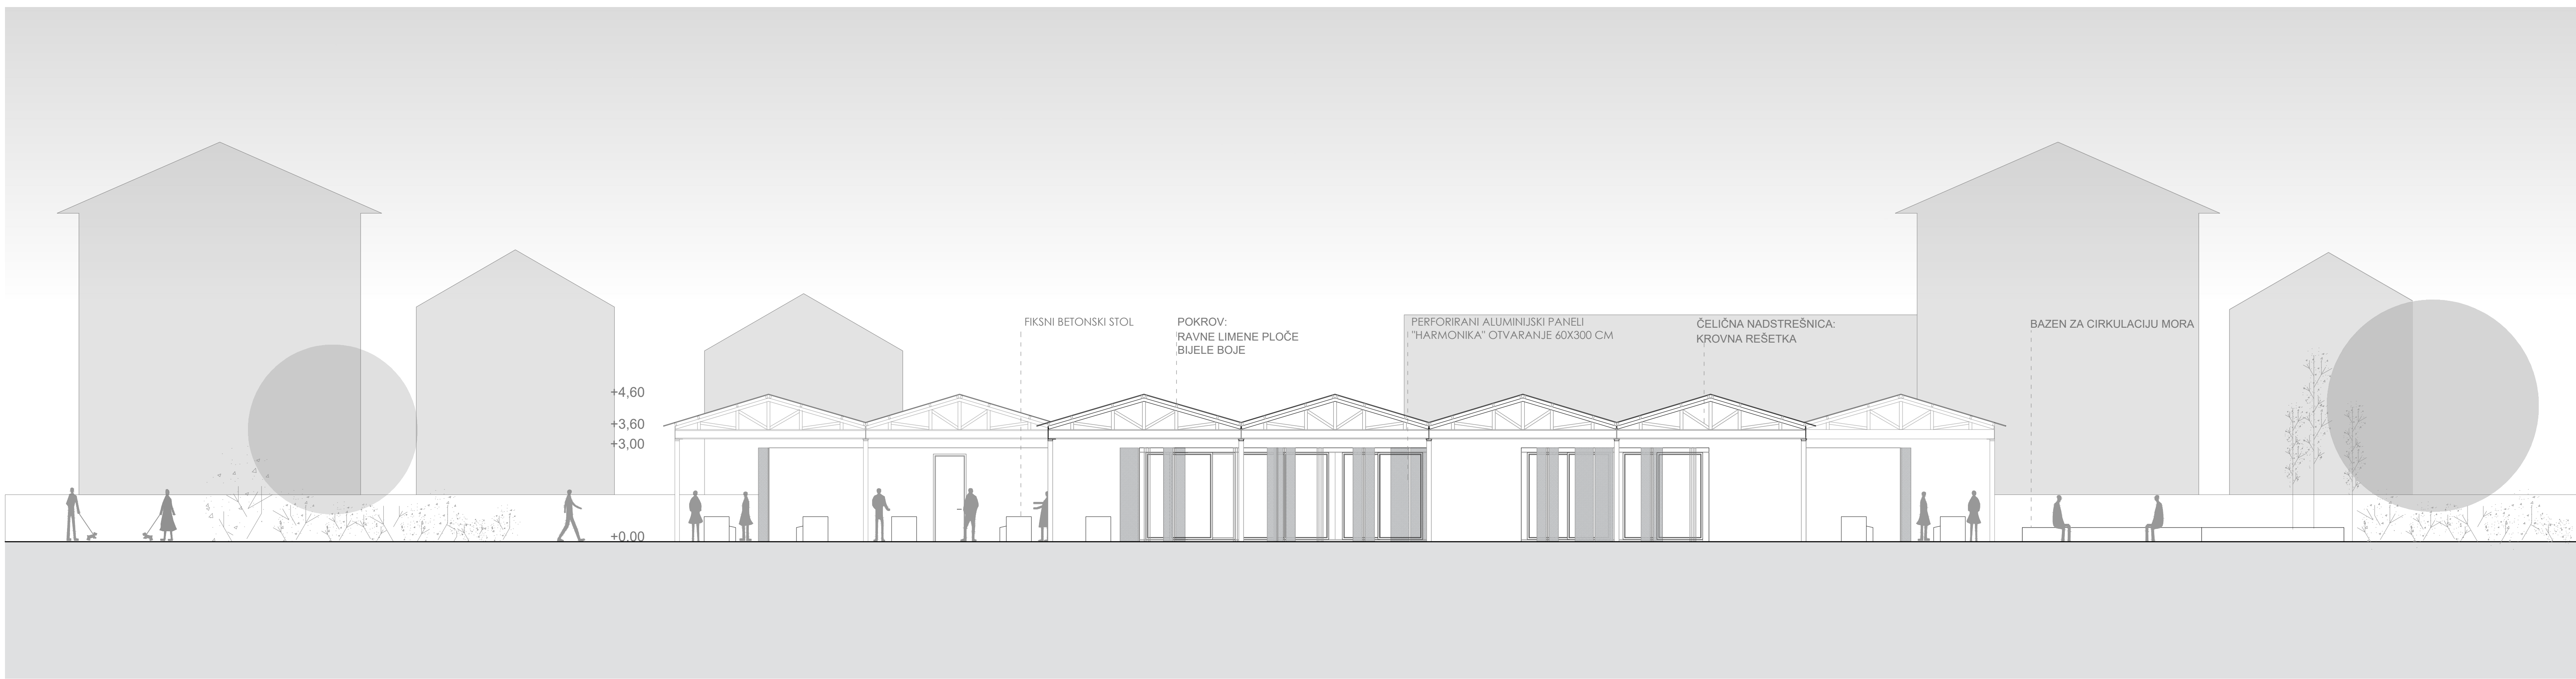 FIKSNI BETONSKI STOL
POKROV:
RAVNE LIMENE PLOČE
BIJELE BOJE
PERFORIRANI ALUMINIJSKI PANELI
"HARMONIKA" OTVARANJE 60X300 CM
ČELIČNA NADSTREŠNICA:
KROVNA REŠETKA
BAZEN ZA CIRKULACIJU MORA
+4,60
+3,60
+3,00
+0,00